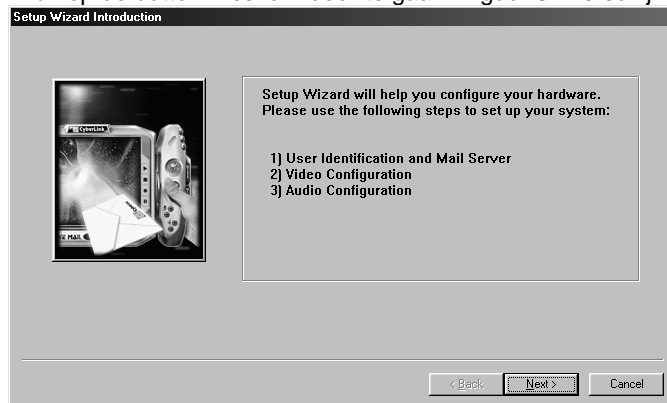 Setup Wizard Introduction
CyberLink
Setup Wizard will help you configure your hardware.
Please use the following steps to set up your system:
1) User Identification and Mail Server
2) Video Configuration
3) Audio Configuration
MAIL
< Back
Next >
Cancel